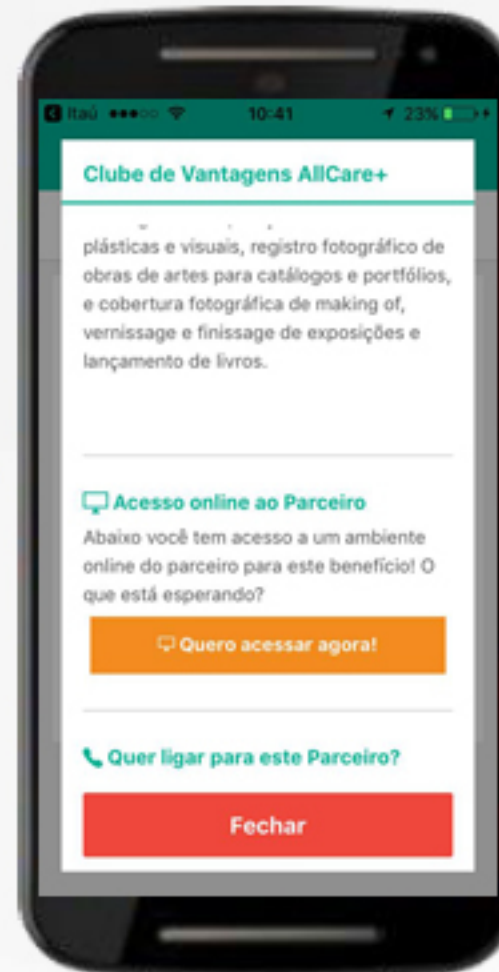 Itaú 10:41 23%
Clube de Vantagens AllCare+
plásticas e visuais, registro fotográfico de
obras de artes para catálogos e portfólios,
e cobertura fotográfica de making of,
vernissage e finissage de exposições e
lançamento de livros.
Acesso online ao Parceiro
Abaixo você tem acesso a um ambiente
online do parceiro para este benefício! O
que está esperando?
Quero acessar agora!
Quer ligar para este Parceiro?
Fechar